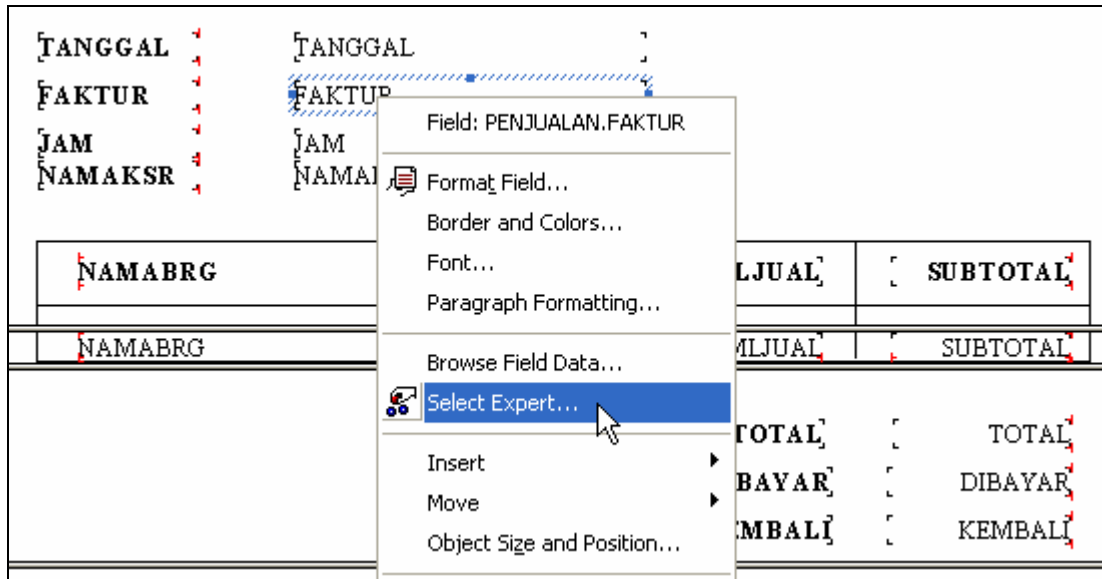 TANGGAL TANGGAL
FAKTUR FAKTUR
JAM JAM
NAMAKSR
NAMABRG SUBTOTAL
NAMABRG SUBTOTAL
TOTAL TOTAL
DIBAYAR
KEMBALI
Field: PENJUALAN.FAKTUR
Format Field...
Border and Colors...
Font...
Paragraph Formatting...
Browse Field Data...
Select Expert...
Insert
Move
Object Size and Position...